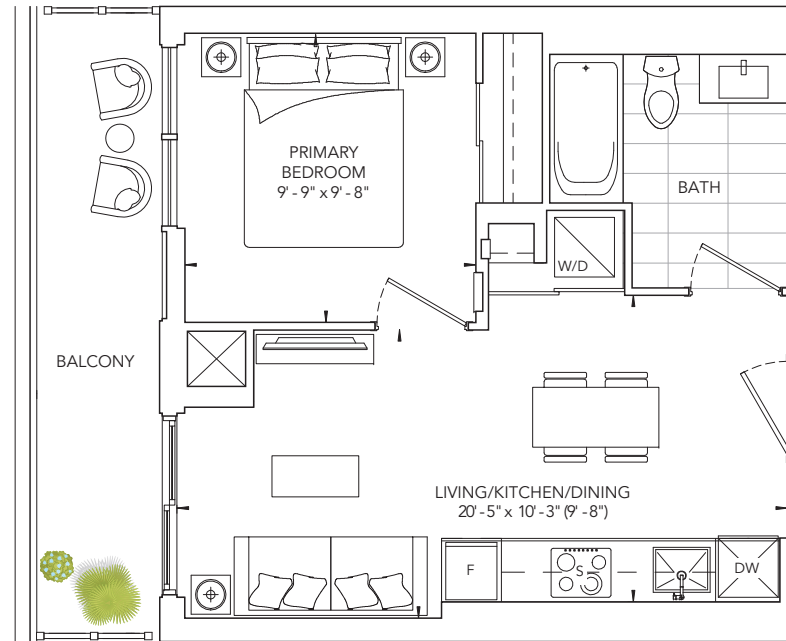 PRIMARY
BEDROOM
9' - 9" x 9' - 8"
BATH
W/D
BALCONY
LIVING/KITCHEN/DINING
20' - 5" x 10' - 3" (9' - 8")
F
S
DW